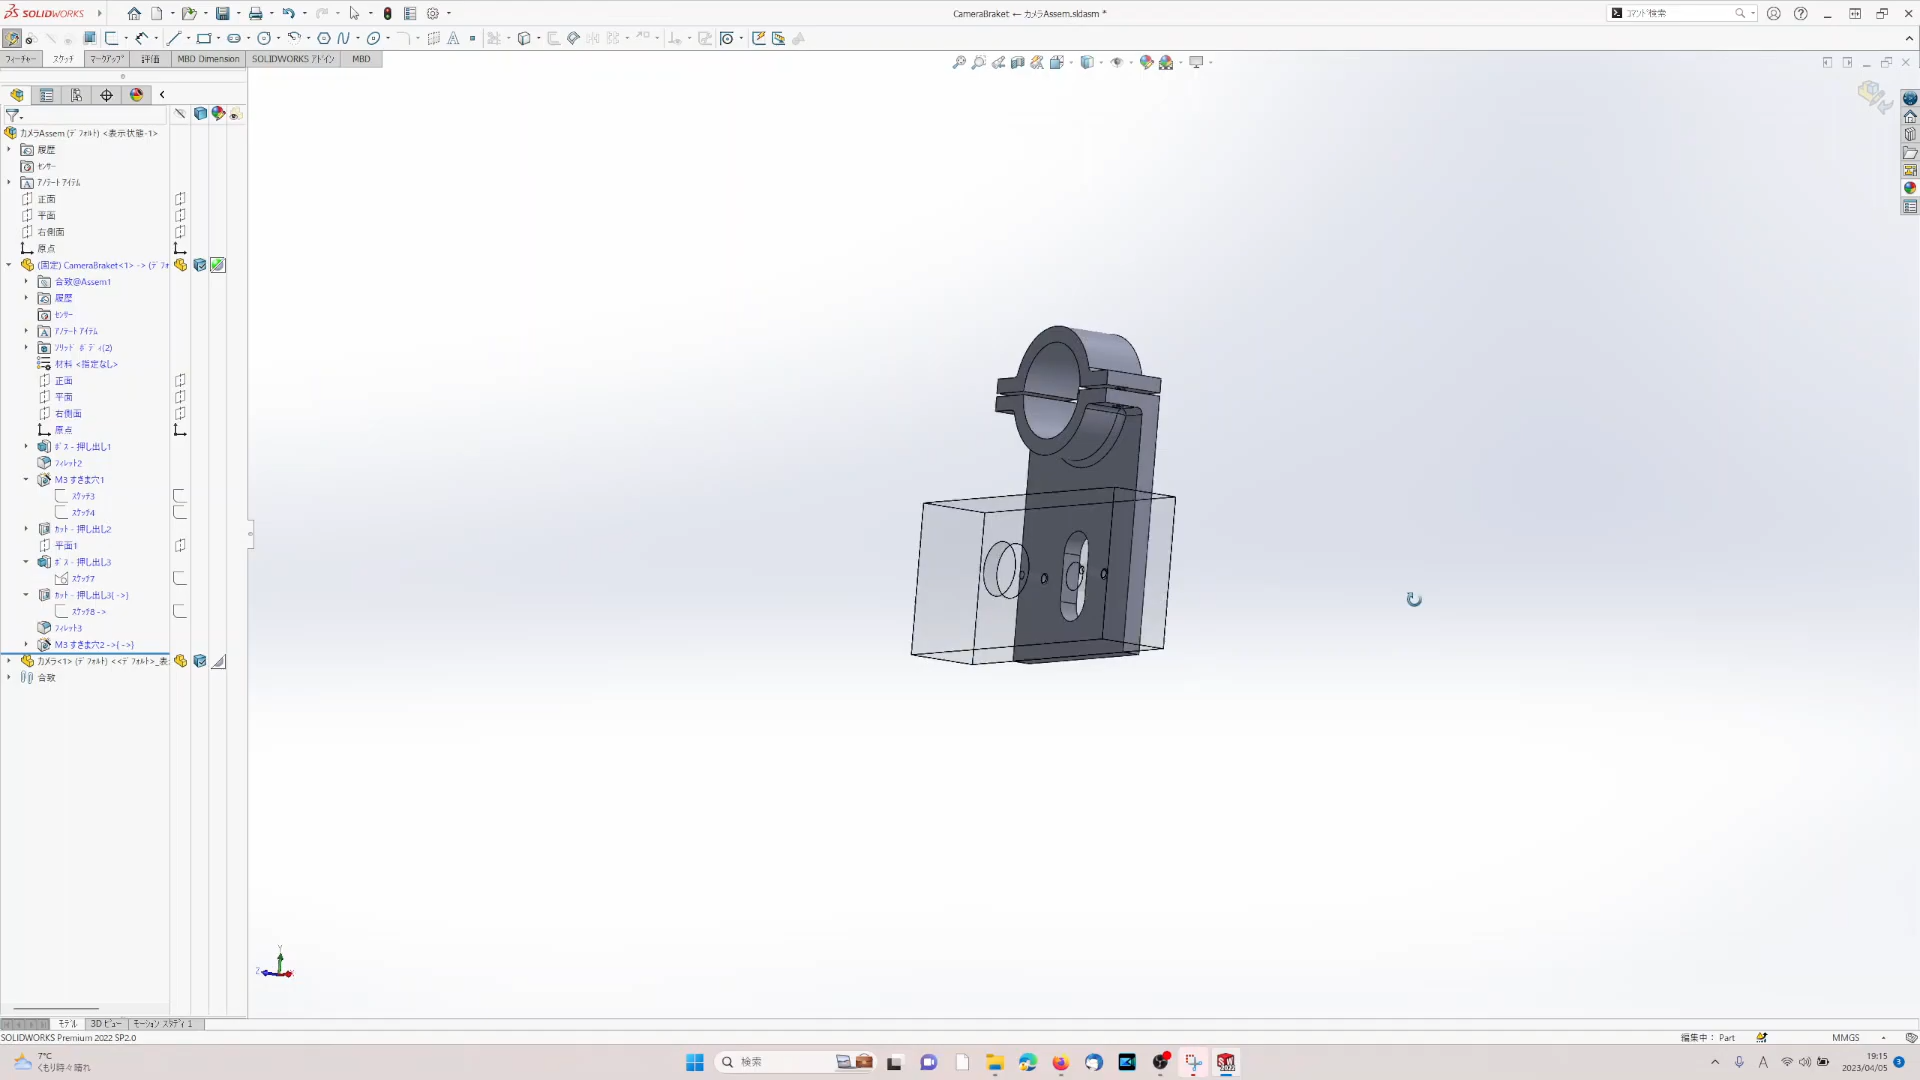 SOLIDWORKS
CameraBraket ← カメラAssem.sldasm *
コマンド検索
フィーチャー
スケッチ
マークアップ
評価
MBD Dimension
SOLIDWORKS アドイン
MBD
カメラAssem (デフォルト) <表示状態-1>
履歴
センサー
アノテート アイテム
正面
平面
右側面
原点
(固定) CameraBraket<1> -> (デフォ
合致@Assem1
履歴
センサー
アノテート アイテム
ソリッド ボディ(2)
材料 <指定なし>
正面
平面
右側面
原点
ボス - 押し出し1
フィレット2
M3 すきま穴1
スケッチ3
スケッチ4
カット - 押し出し2
平面1
ボス - 押し出し3
スケッチ7
カット - 押し出し3{ ->}
スケッチ8 ->
フィレット3
M3 すきま穴2 ->{ ->}
カメラ<1> (デフォルト) <<デフォルト>_表
合致
Y
Z
モデル
3D ビュー
モーション スタディ 1
SOLIDWORKS Premium 2022 SP2.0
編集中： Part
MMGS
7°C
くもり時々晴れ
検索
A
19:15
2023/04/05
3